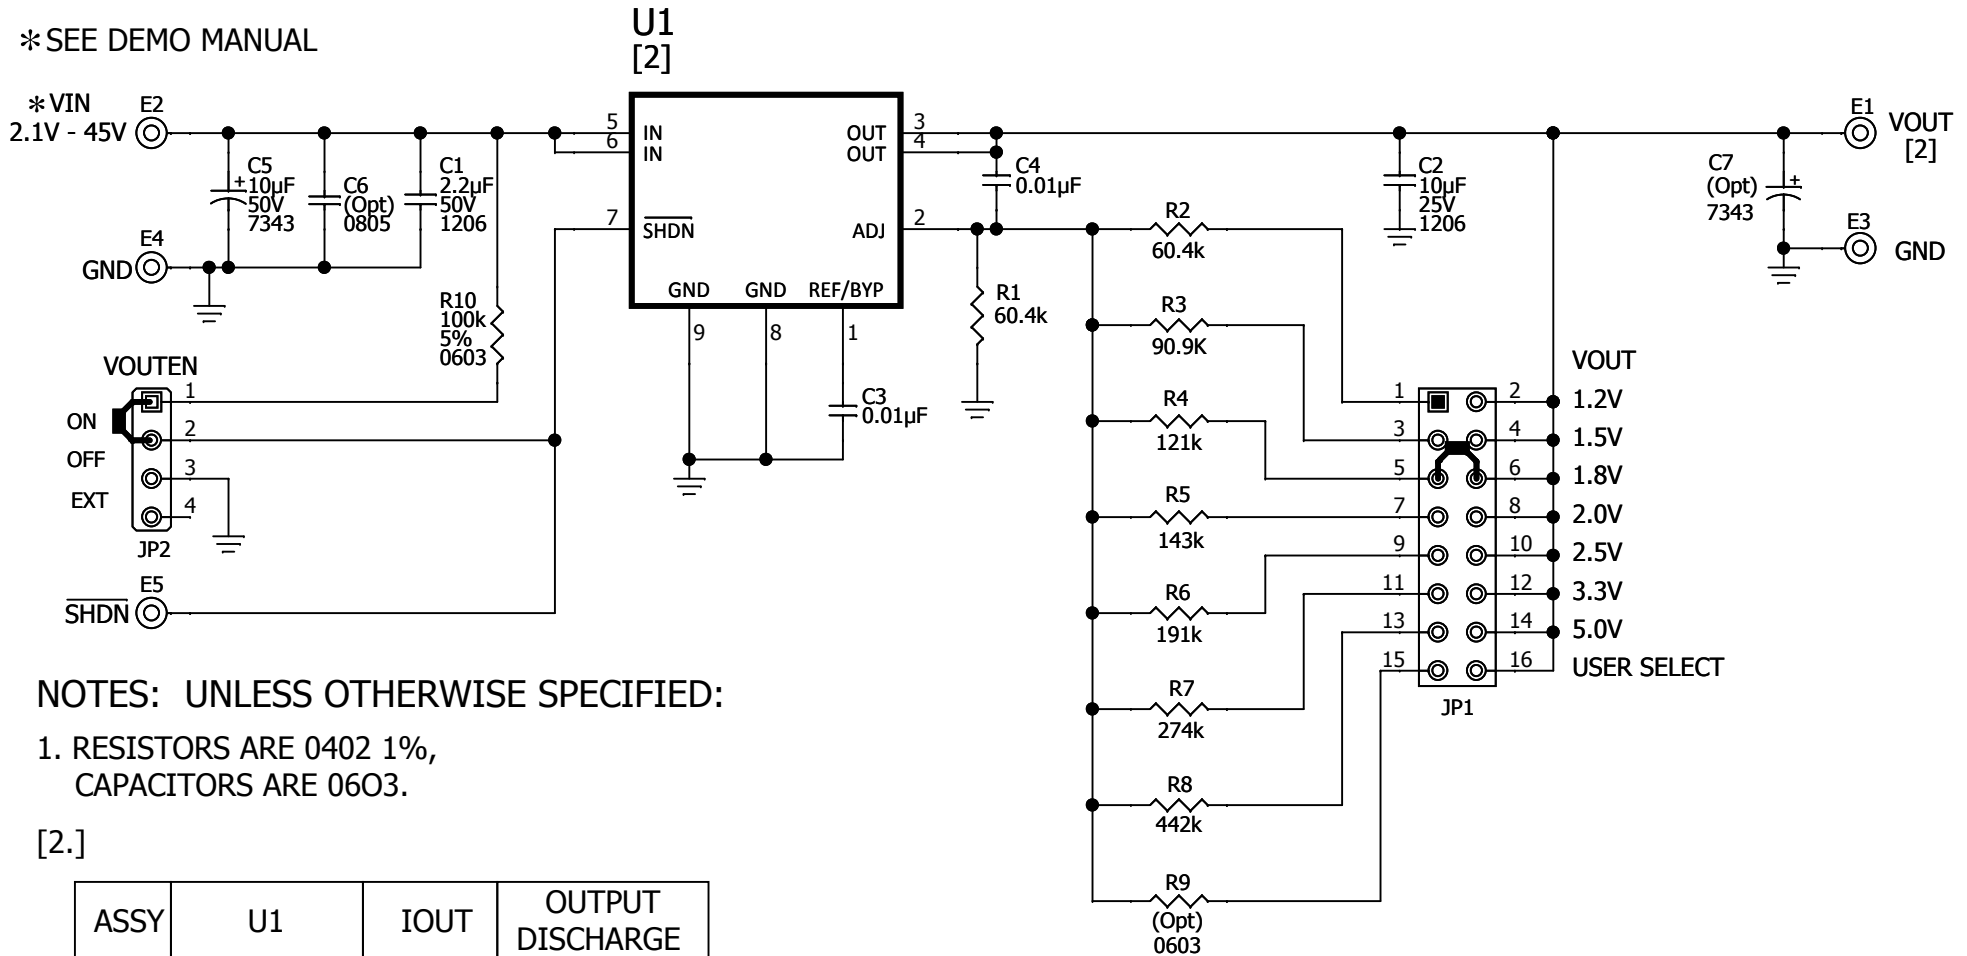 *SEE DEMO MANUAL
U1
[2]
*VIN
2.1V - 45V
E2
E4
GND
C5
10µF
50V
7343
+
C6
(Opt)
0805
C1
2.2µF
50V
1206
R10
100k
5%
0603
5
6
7
IN
IN
SHDN
OUT
OUT
ADJ
GND
GND
REF/BYP
3
4
2
9
8
1
C3
0.01µF
C4
0.01µF
R1
60.4k
C2
10µF
25V
1206
C7
(Opt)
7343
+
E1
VOUT
[2]
E3
GND
VOUTEN
ON
OFF
EXT
1
2
3
4
JP2
E5
SHDN
R2
60.4k
R3
90.9K
R4
121k
R5
143k
R6
191k
R7
274k
R8
442k
R9
(Opt)
0603
VOUT
1
2
1.2V
3
4
1.5V
5
6
1.8V
7
8
2.0V
9
10
2.5V
11
12
3.3V
13
14
5.0V
15
16
USER SELECT
JP1
NOTES: UNLESS OTHERWISE SPECIFIED:
1. RESISTORS ARE 0402 1%,
CAPACITORS ARE 06O3.
[2.]
ASSY
U1
IOUT
OUTPUT
DISCHARGE